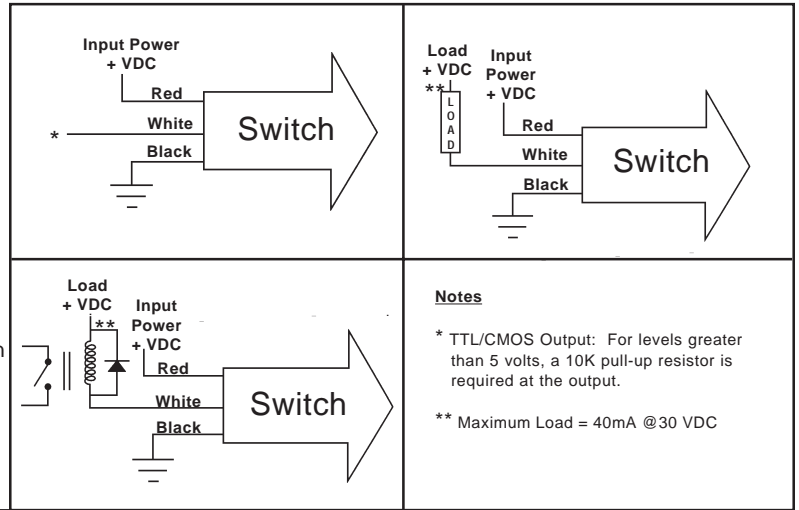 Input Power
+ VDC
Red
White
*
Black
Switch
Load
+ VDC
**
Input
Power
+ VDC
LOAD
Red
White
Black
Switch
Load
+ VDC
**
Input
Power
+ VDC
Red
White
Black
Switch
n
Notes
* TTL/CMOS Output: For levels greater
than 5 volts, a 10K pull-up resistor is
required at the output.
** Maximum Load = 40mA @30 VDC